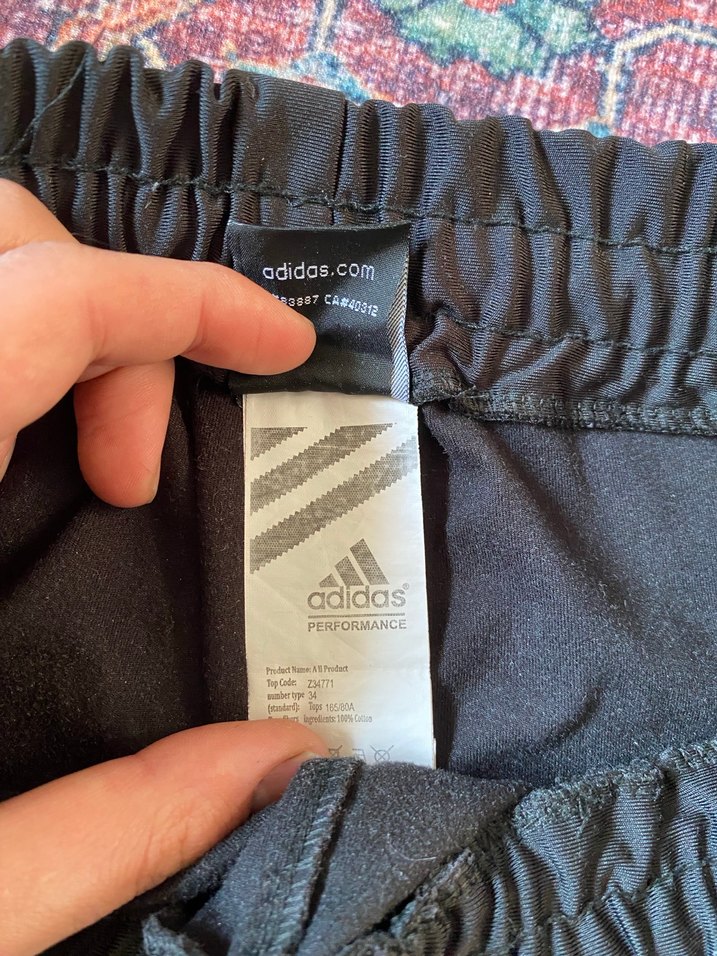 adidas.com
CA#40312
adidas®
PERFORMANCE
Product Name: All Product
Top Code: Z34771
number type 34
(standard): Tops 165/80A
ingredients: 100% Cotton